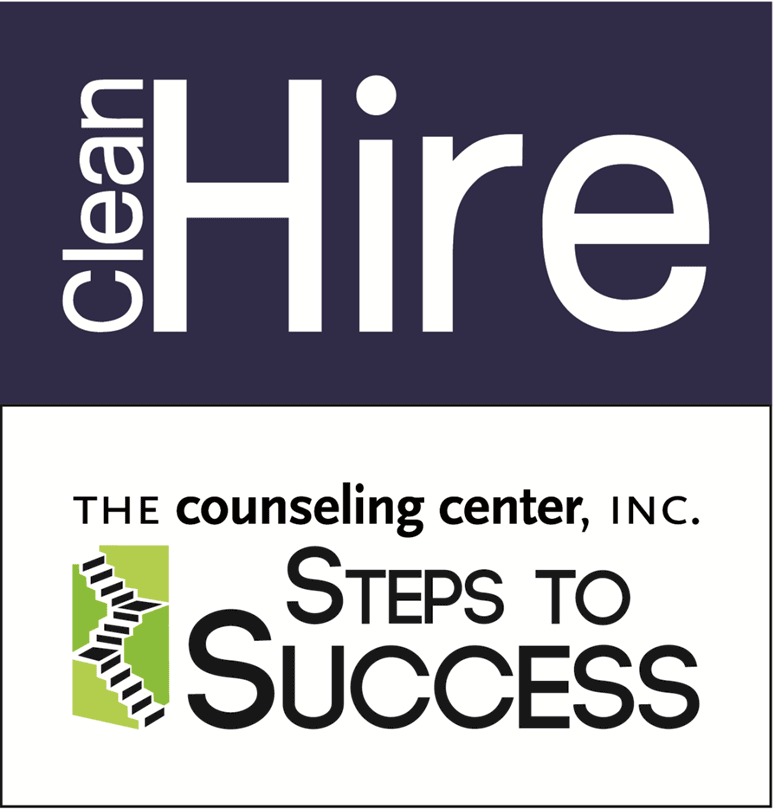 clean
Hire
THE counseling center, INC.
STEPS TO
SUCCESS